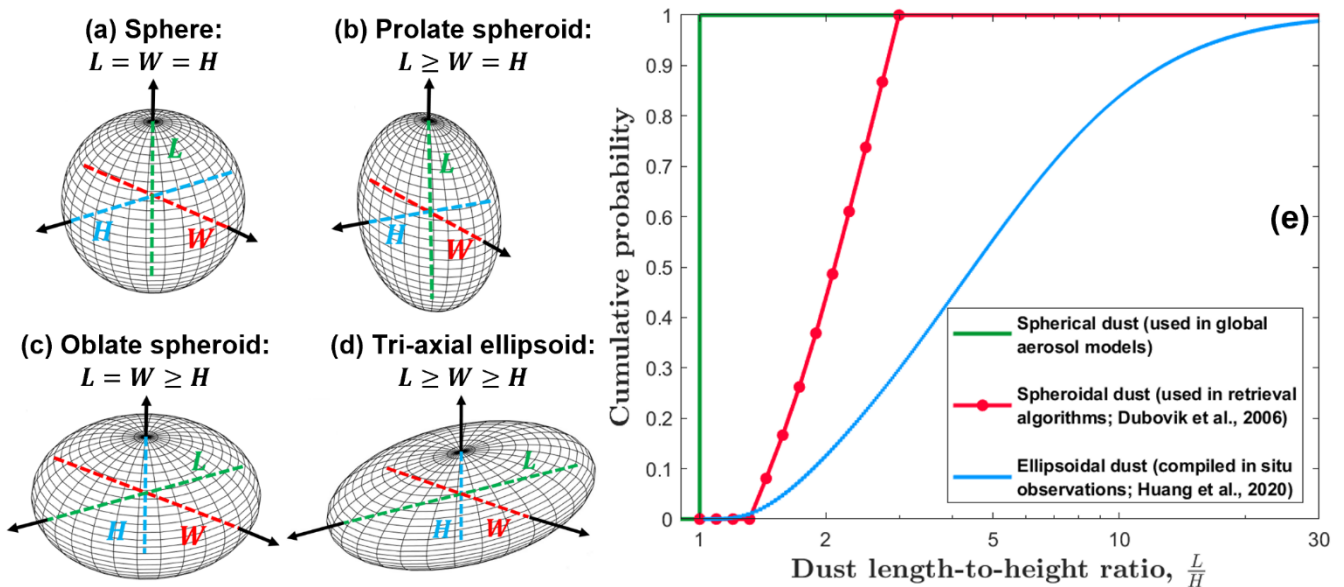 (a) Sphere:
L = W = H
L
H
W
(b) Prolate spheroid:
L ≥ W = H
L
H
W
(c) Oblate spheroid:
L = W ≥ H
L
H
W
(d) Tri-axial ellipsoid:
L ≥ W ≥ H
L
H
W
Cumulative probability
1
0.9
0.8
0.7
0.6
0.5
0.4
0.3
0.2
0.1
0
(e)
Spherical dust (used in global
aerosol models)
Spheroidal dust (used in retrieval
algorithms; Dubovik et al., 2006)
Ellipsoidal dust (compiled in situ
observations; Huang et al., 2020)
1 2 5 10 30
Dust length-to-height ratio, L/H